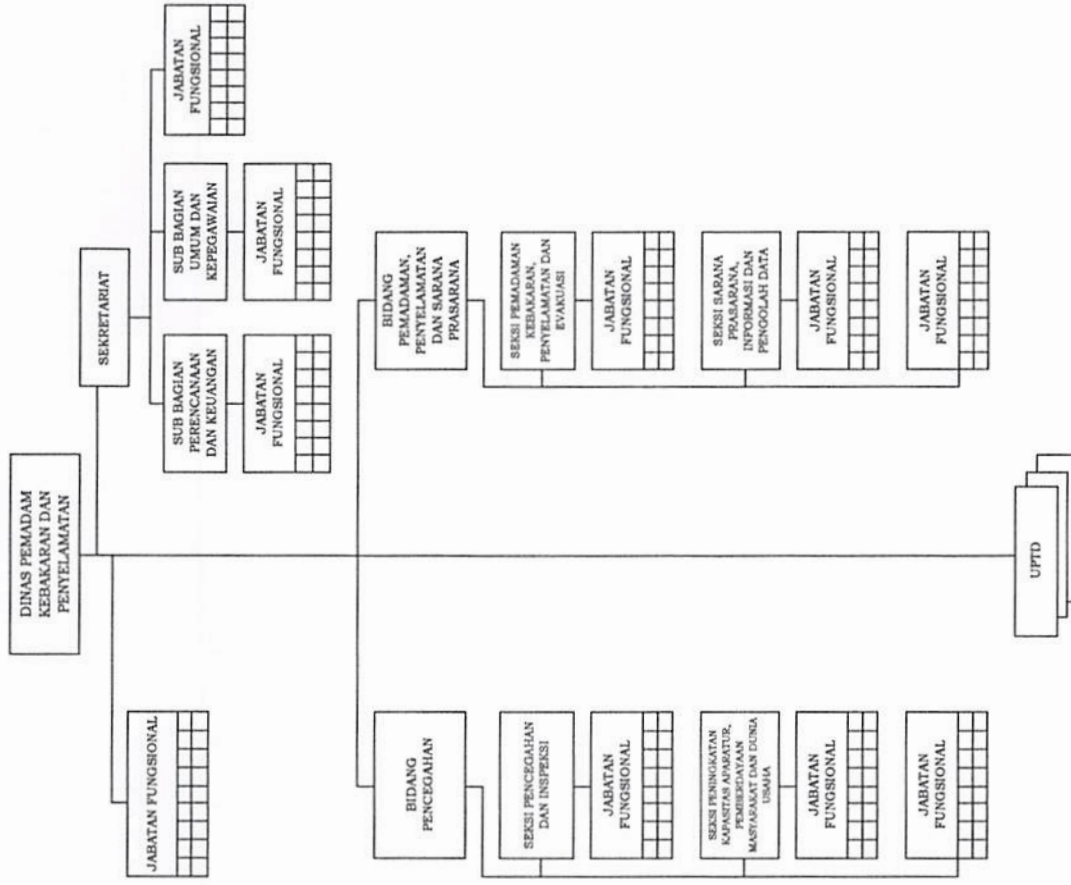 DINAS PEMADAM
KEBAKARAN DAN
PENYELAMATAN
JABATAN FUNGSIONAL
SEKRETARIAT
SUB BAGIAN
PERENCANAAN
DAN KEUANGAN
JABATAN
FUNGSIONAL
SUB BAGIAN
UMUM DAN
KEPEGAWAIAN
JABATAN
FUNGSIONAL
JABATAN
FUNGSIONAL
BIDANG
PENCEGAHAN
SEKSI PENCEGAHAN
DAN INSPEKSI
JABATAN
FUNGSIONAL
SEKSI PENINGKATAN
KAPASITAS APARATUR,
PEMBERDAYAAN
MASYARAKAT DAN DUNIA
USAHA
JABATAN
FUNGSIONAL
JABATAN
FUNGSIONAL
BIDANG
PEMADAMAN,
PENYELAMATAN
DAN SARANA
PRASARANA
SEKSI PEMADAMAN
KEBAKARAN,
PENYELAMATAN DAN
EVAKUASI
JABATAN
FUNGSIONAL
SEKSI SARANA
PRASARANA,
INFORMASI DAN
PENGOLAH DATA
JABATAN
FUNGSIONAL
JABATAN
FUNGSIONAL
UPTD